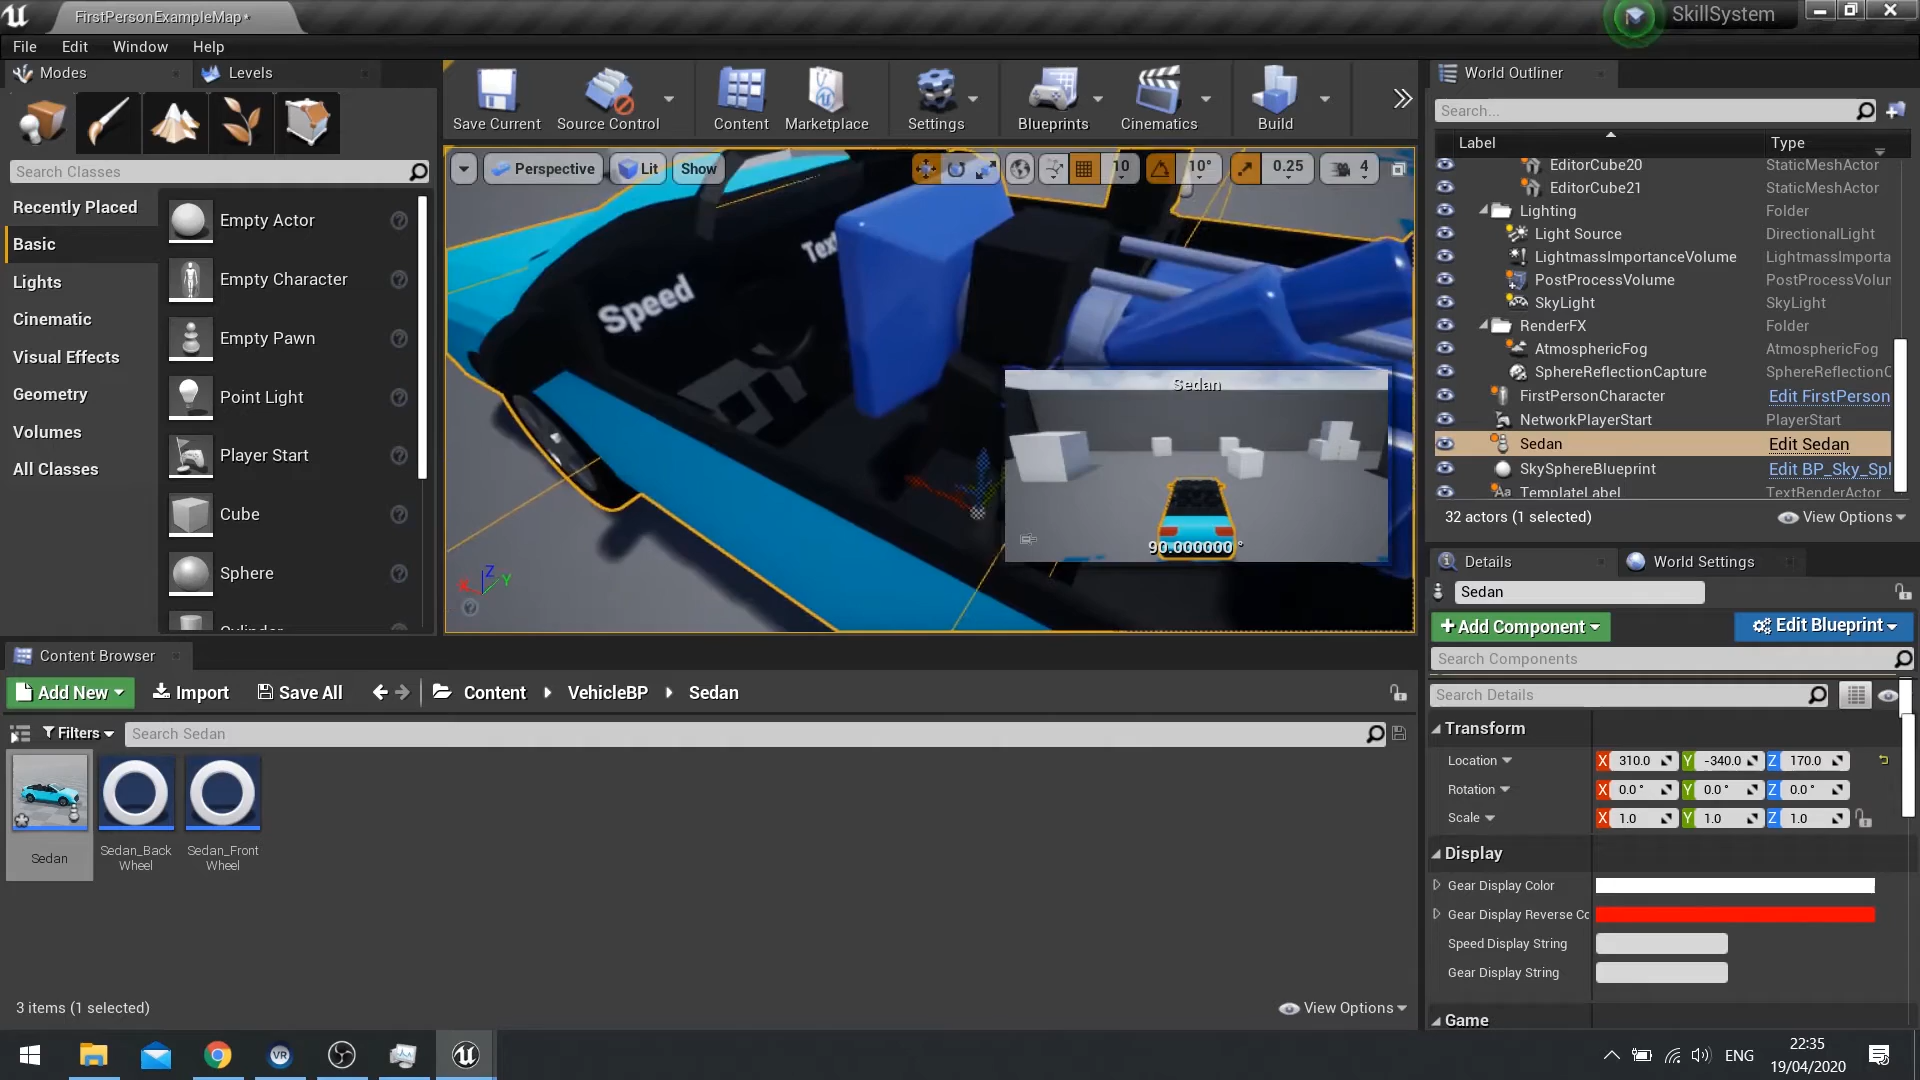 FirstPersonExampleMap*
SkillSystem
File
Edit
Window
Help
Modes
Levels
Search Classes
Recently Placed
Basic
Lights
Cinematic
Visual Effects
Geometry
Volumes
All Classes
Empty Actor
Empty Character
Empty Pawn
Point Light
Player Start
Cube
Sphere
Save Current
Source Control
Content
Marketplace
Settings
Blueprints
Cinematics
Build
Perspective
Lit
Show
10
10°
0.25
4
Speed
Text
Sedan
90.000000 °
X
Z
Y
World Outliner
Search...
Label
Type
EditorCube20
StaticMeshActor
EditorCube21
StaticMeshActor
Lighting
Folder
Light Source
DirectionalLight
LightmassImportanceVolume
LightmassImporta
PostProcessVolume
PostProcessVolun
SkyLight
SkyLight
RenderFX
Folder
AtmosphericFog
AtmosphericFog
SphereReflectionCapture
SphereReflectionC
FirstPersonCharacter
Edit FirstPerson
NetworkPlayerStart
PlayerStart
Sedan
Edit Sedan
SkySphereBlueprint
Edit BP_Sky_Spl
TemplateLabel
TextRenderActor
32 actors (1 selected)
View Options
Details
World Settings
Sedan
+ Add Component
Edit Blueprint
Search Components
Search Details
Transform
Location
X 310.0
Y -340.0
Z 170.0
Rotation
X 0.0 °
Y 0.0 °
Z 0.0 °
Scale
X 1.0
Y 1.0
Z 1.0
Display
Gear Display Color
Gear Display Reverse Co
Speed Display String
Gear Display String
Game
Content Browser
Add New
Import
Save All
Content
VehicleBP
Sedan
Filters
Search Sedan
Sedan
Sedan_Back
Wheel
Sedan_Front
Wheel
3 items (1 selected)
View Options
VR
ENG
22:35
19/04/2020